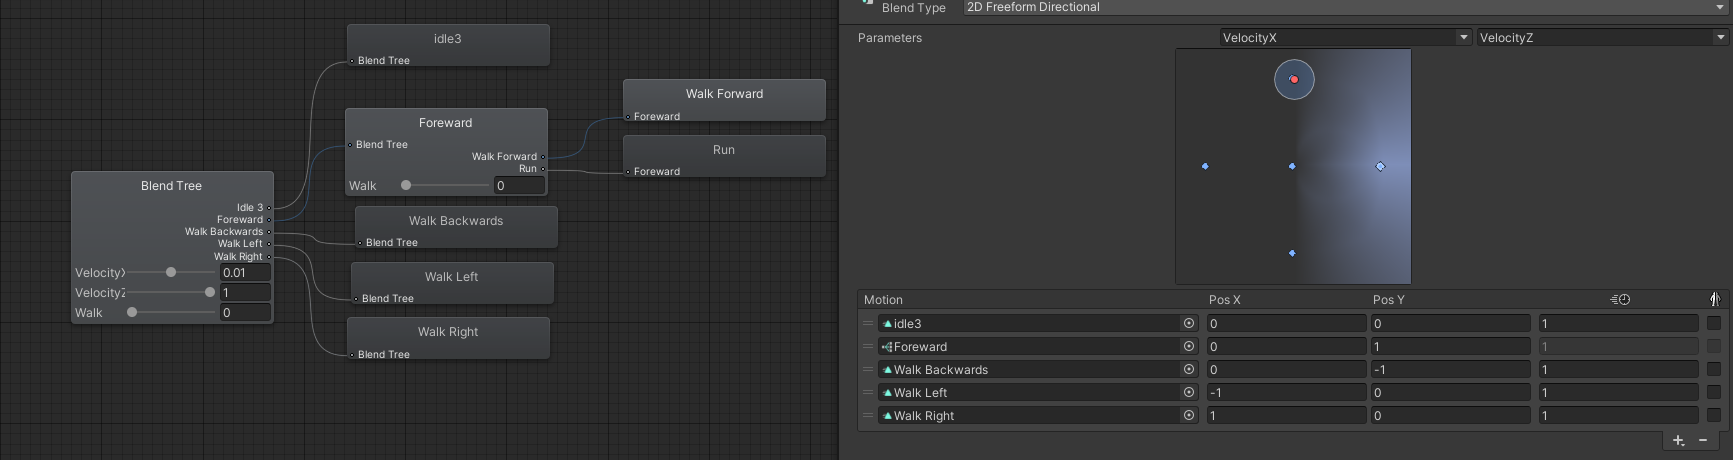 idle3
Blend Tree
Foreward
Blend Tree
Walk Forward
Run
Walk 0
Walk Forward
Foreward
Run
Foreward
Blend Tree
Idle 3
Foreward
Walk Backwards
Walk Left
Walk Right
VelocityX 0.01
VelocityZ 1
Walk 0
Walk Backwards
Blend Tree
Walk Left
Blend Tree
Walk Right
Blend Tree
Blend Type 2D Freeform Directional
Parameters VelocityX VelocityZ
Motion Pos X Pos Y
idle3 0 0 1
Foreward 0 1 1
Walk Backwards 0 -1 1
Walk Left -1 0 1
Walk Right 1 0 1